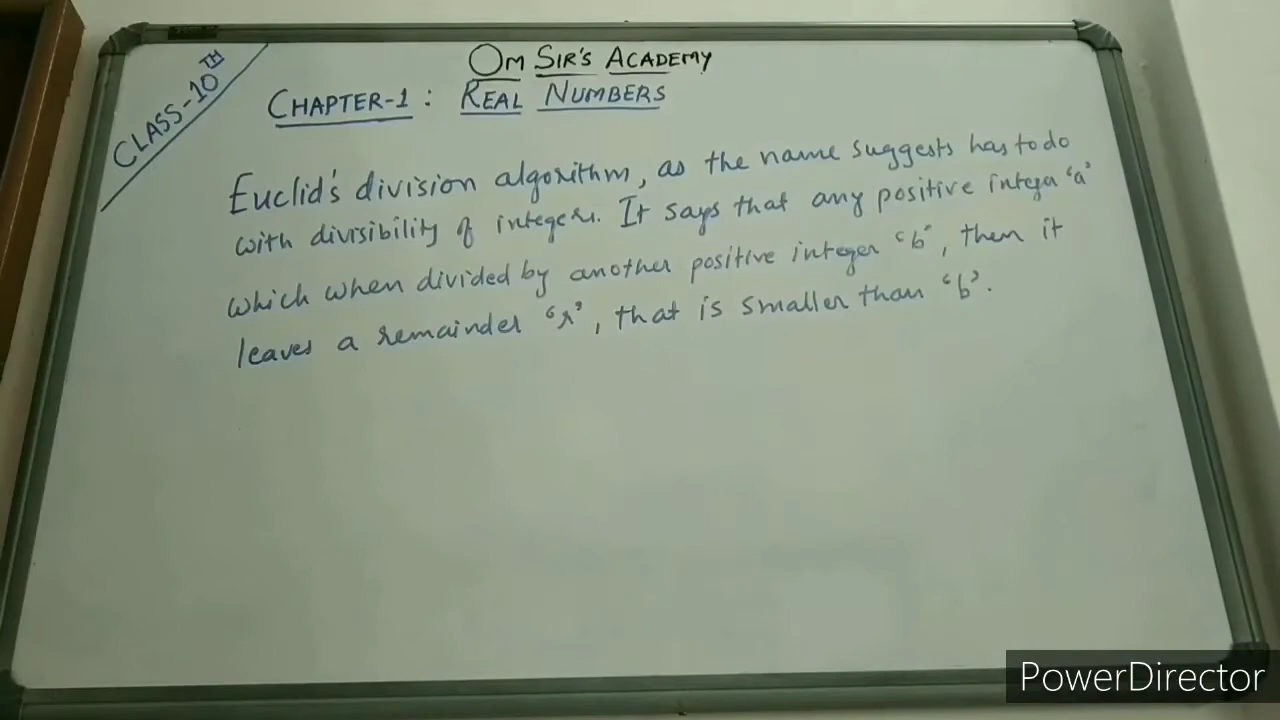 CLASS-10TH
OM SIR'S ACADEMY
CHAPTER-1 : REAL NUMBERS
Euclid's division algorithm, as the name suggests has to do
with divisibility of integers. It says that any positive integer 'a'
which when divided by another positive integer 'b', then it
leaves a remainder 'r', that is smaller than 'b'.
PowerDirector